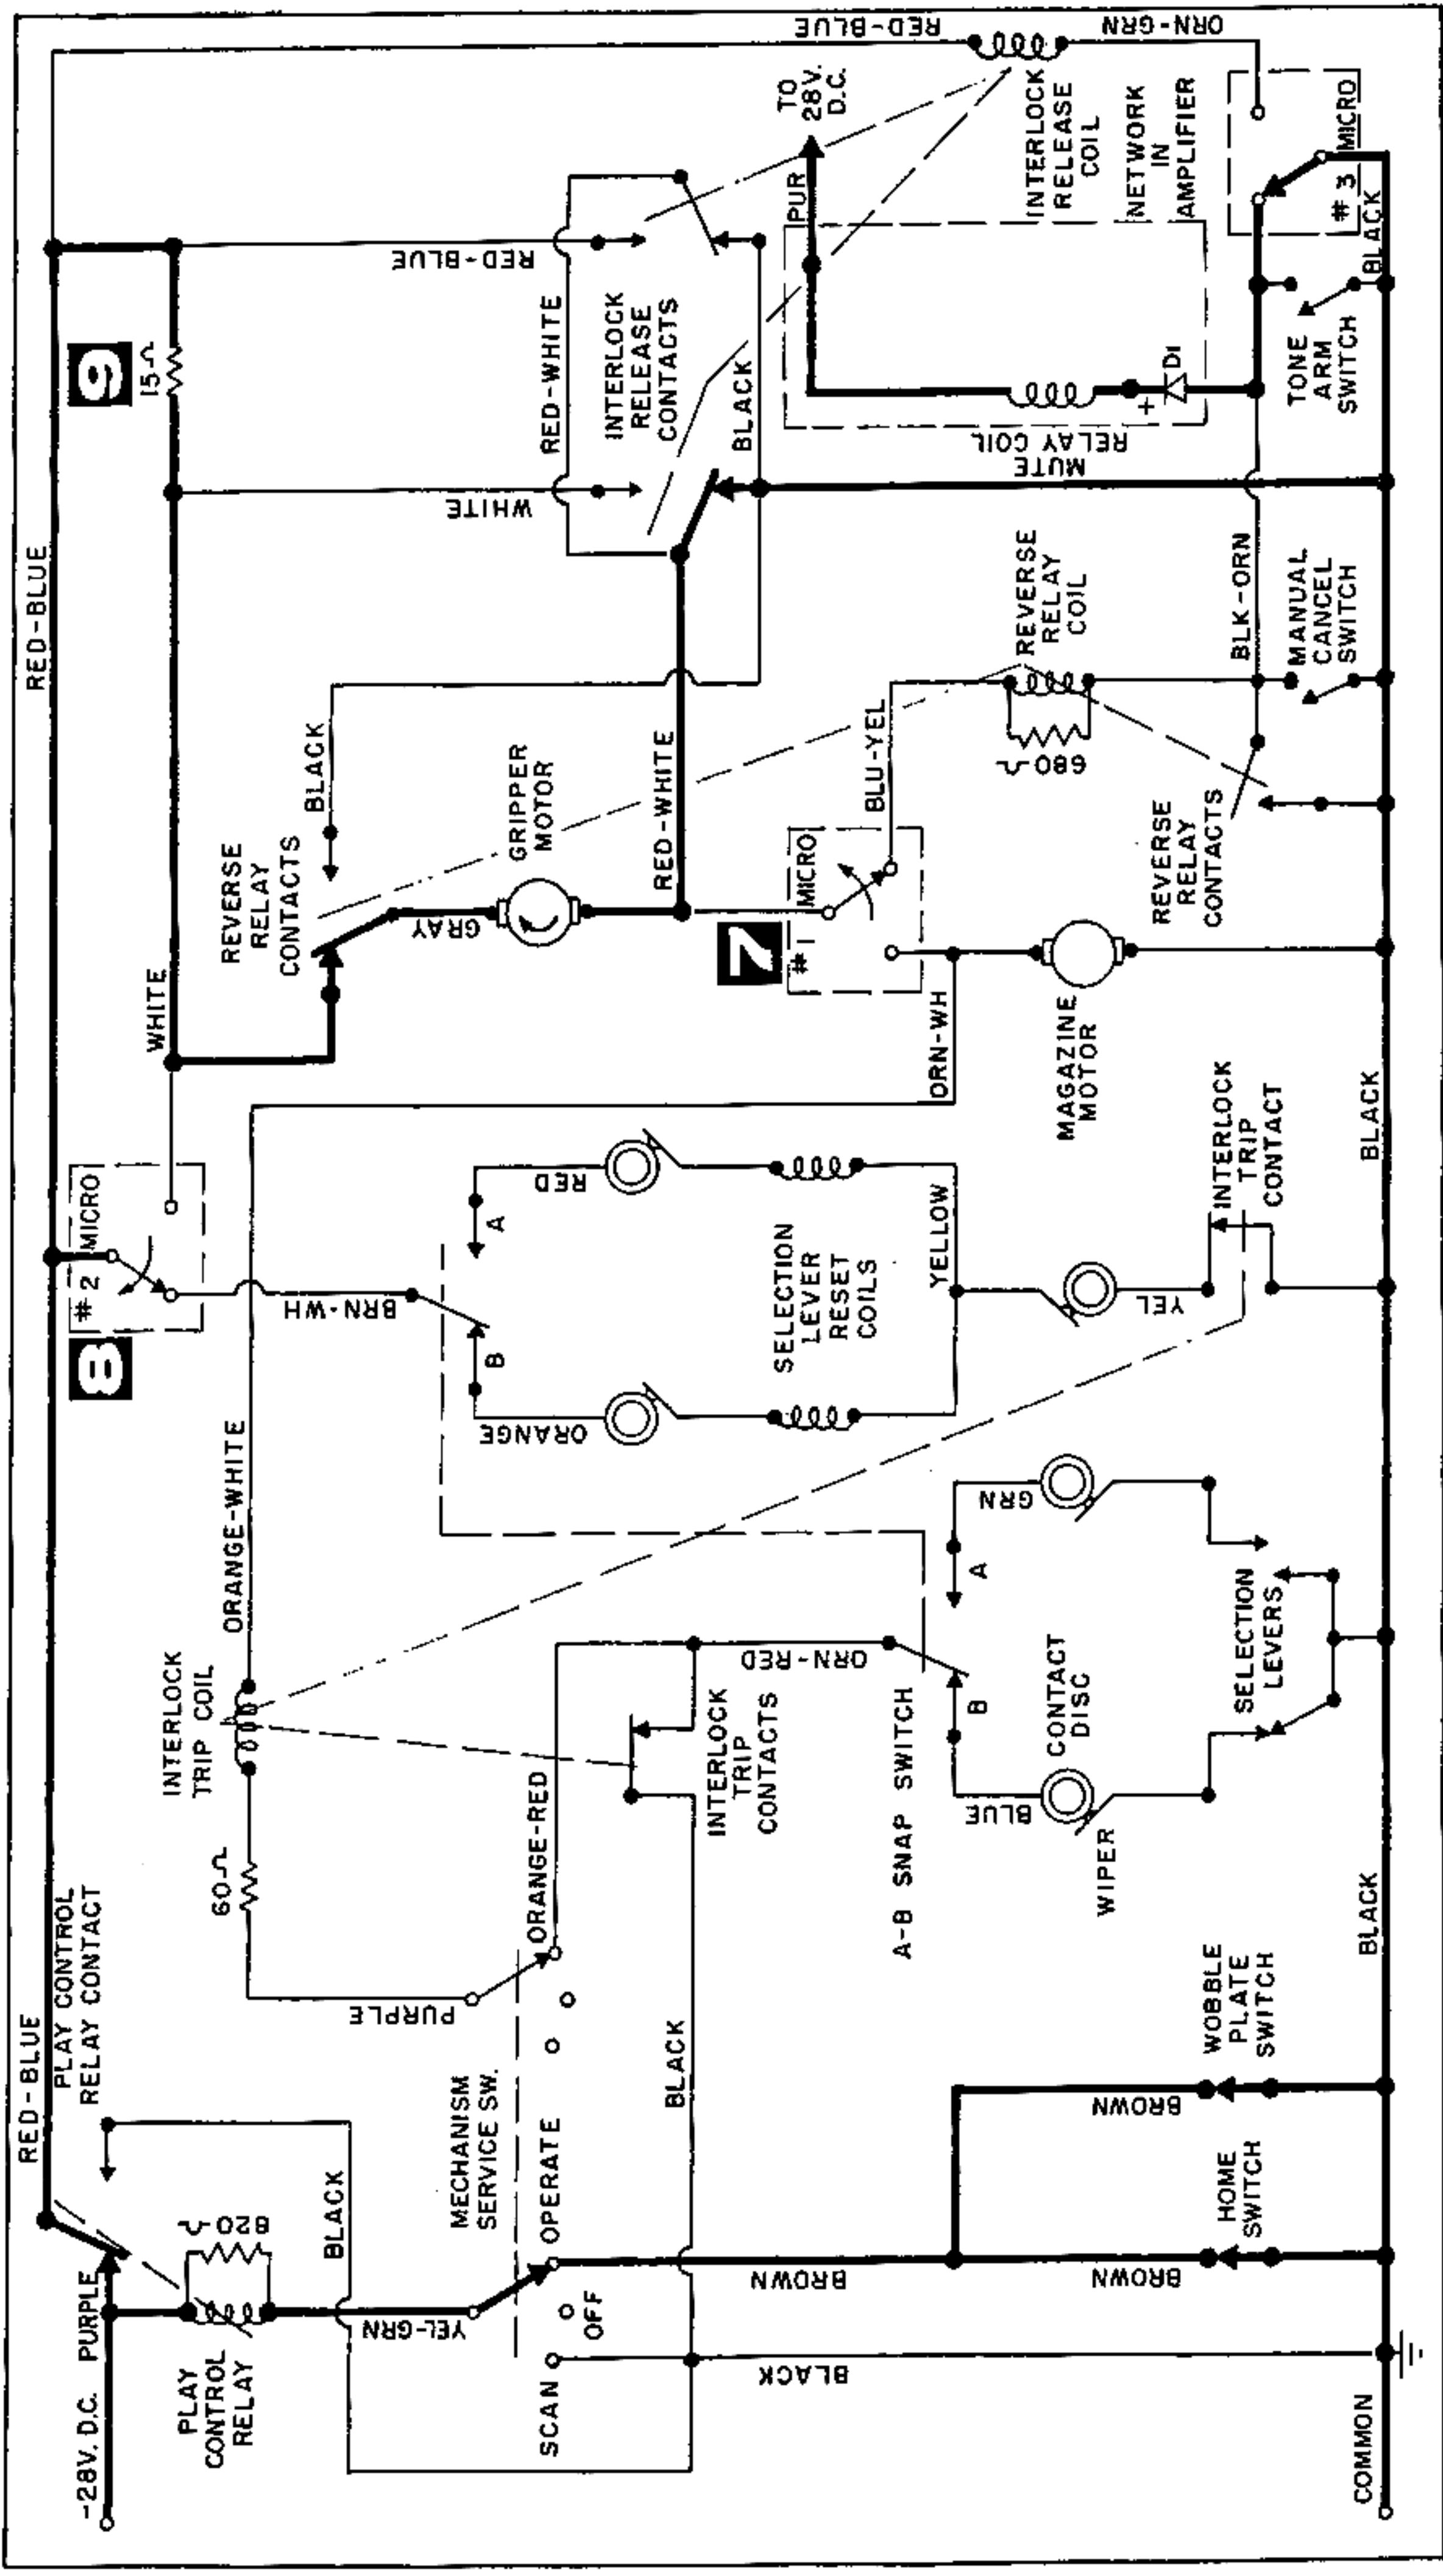 -28V. D.C. PURPLE
PLAY
CONTROL
RELAY
820 Ω
RED-BLUE
PLAY CONTROL
RELAY CONTACT
BLACK
YEL-GRN
MECHANISM
SERVICE SW.
SCAN
OFF
OPERATE
BROWN
BLACK
BLACK
PURPLE
60Ω
ORANGE-RED
INTERLOCK
TRIP COIL
ORANGE-WHITE
INTERLOCK
TRIP
CONTACTS
ORN-RED
A-B SNAP SWITCH
B
A
BLUE
CONTACT
DISC
WIPER
GRN
SELECTION
LEVERS
BROWN
HOME
SWITCH
BROWN
WOBBLE
PLATE
SWITCH
COMMON
BLACK
BLACK
8
#2 MICRO
BRN-WH
B
A
ORANGE
RED
SELECTION
LEVER
RESET
COILS
YELLOW
YEL
INTERLOCK
TRIP
CONTACT
RED-BLUE
WHITE
REVERSE
RELAY
CONTACTS
BLACK
GRAY
GRIPPER
MOTOR
RED-WHITE
7
#1 MICRO
BLU-YEL
ORN-WH
MAGAZINE
MOTOR
REVERSE
RELAY
CONTACTS
680 Ω
REVERSE
RELAY
COIL
BLK-ORN
MANUAL
CANCEL
SWITCH
9
15Ω
WHITE
RED-BLUE
RED-WHITE
INTERLOCK
RELEASE
CONTACTS
BLACK
MUTE
RELAY COIL
+
D1
PUR
TO
28V.
D.C.
INTERLOCK
RELEASE
COIL
NETWORK
IN
AMPLIFIER
TONE
ARM
SWITCH
#3 MICRO
BLACK
RED-BLUE
ORN-GRN